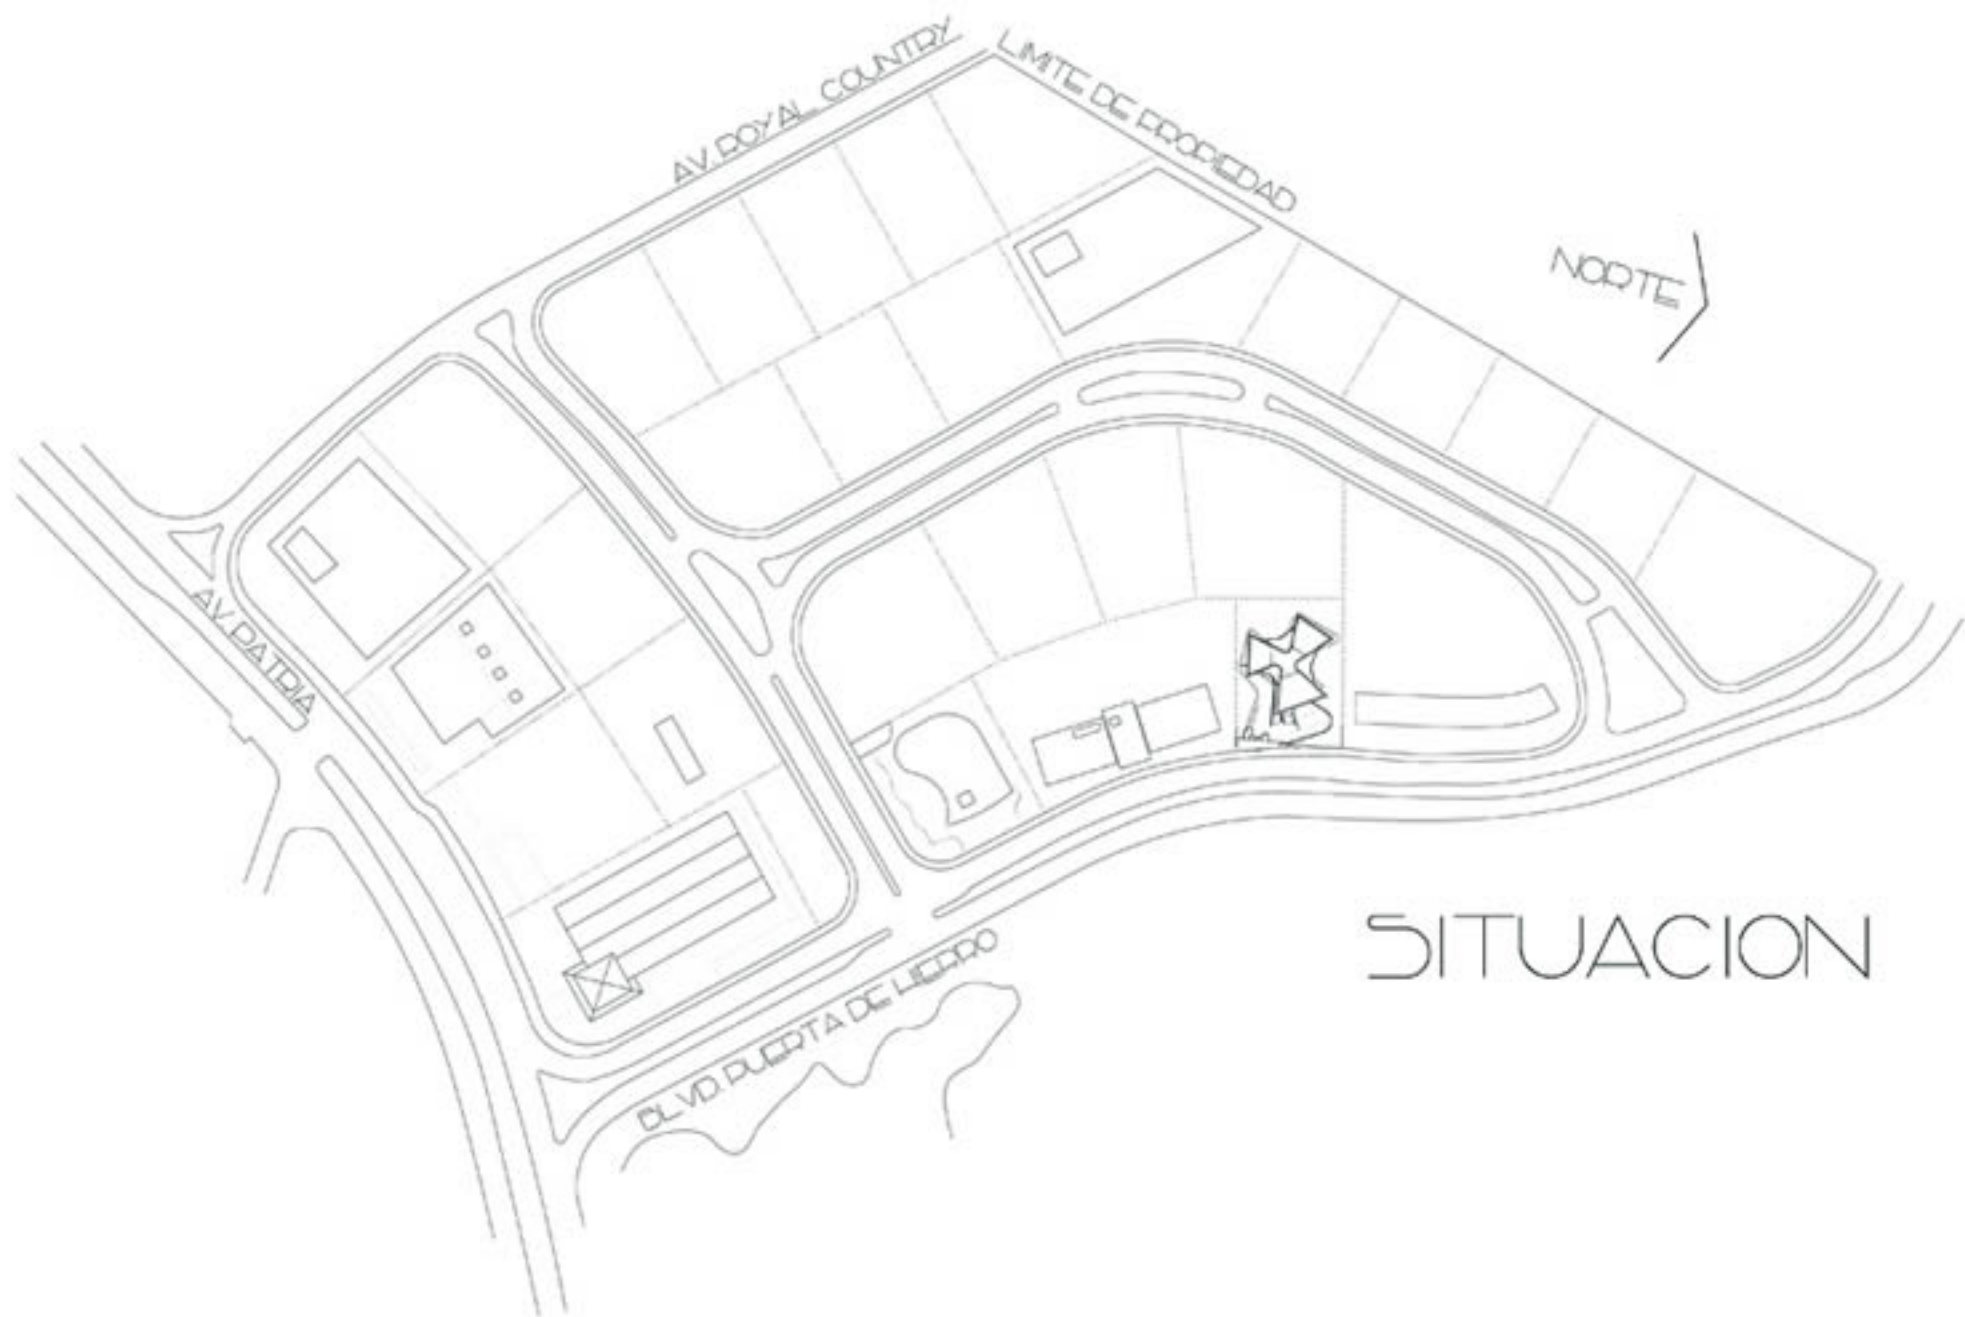 AV. ROYAL COUNTRY
LIMITE DE PROPIEDAD
NORTE
AV. PATRIA
SITUACION
BLVD. PUERTA DE HIERRO